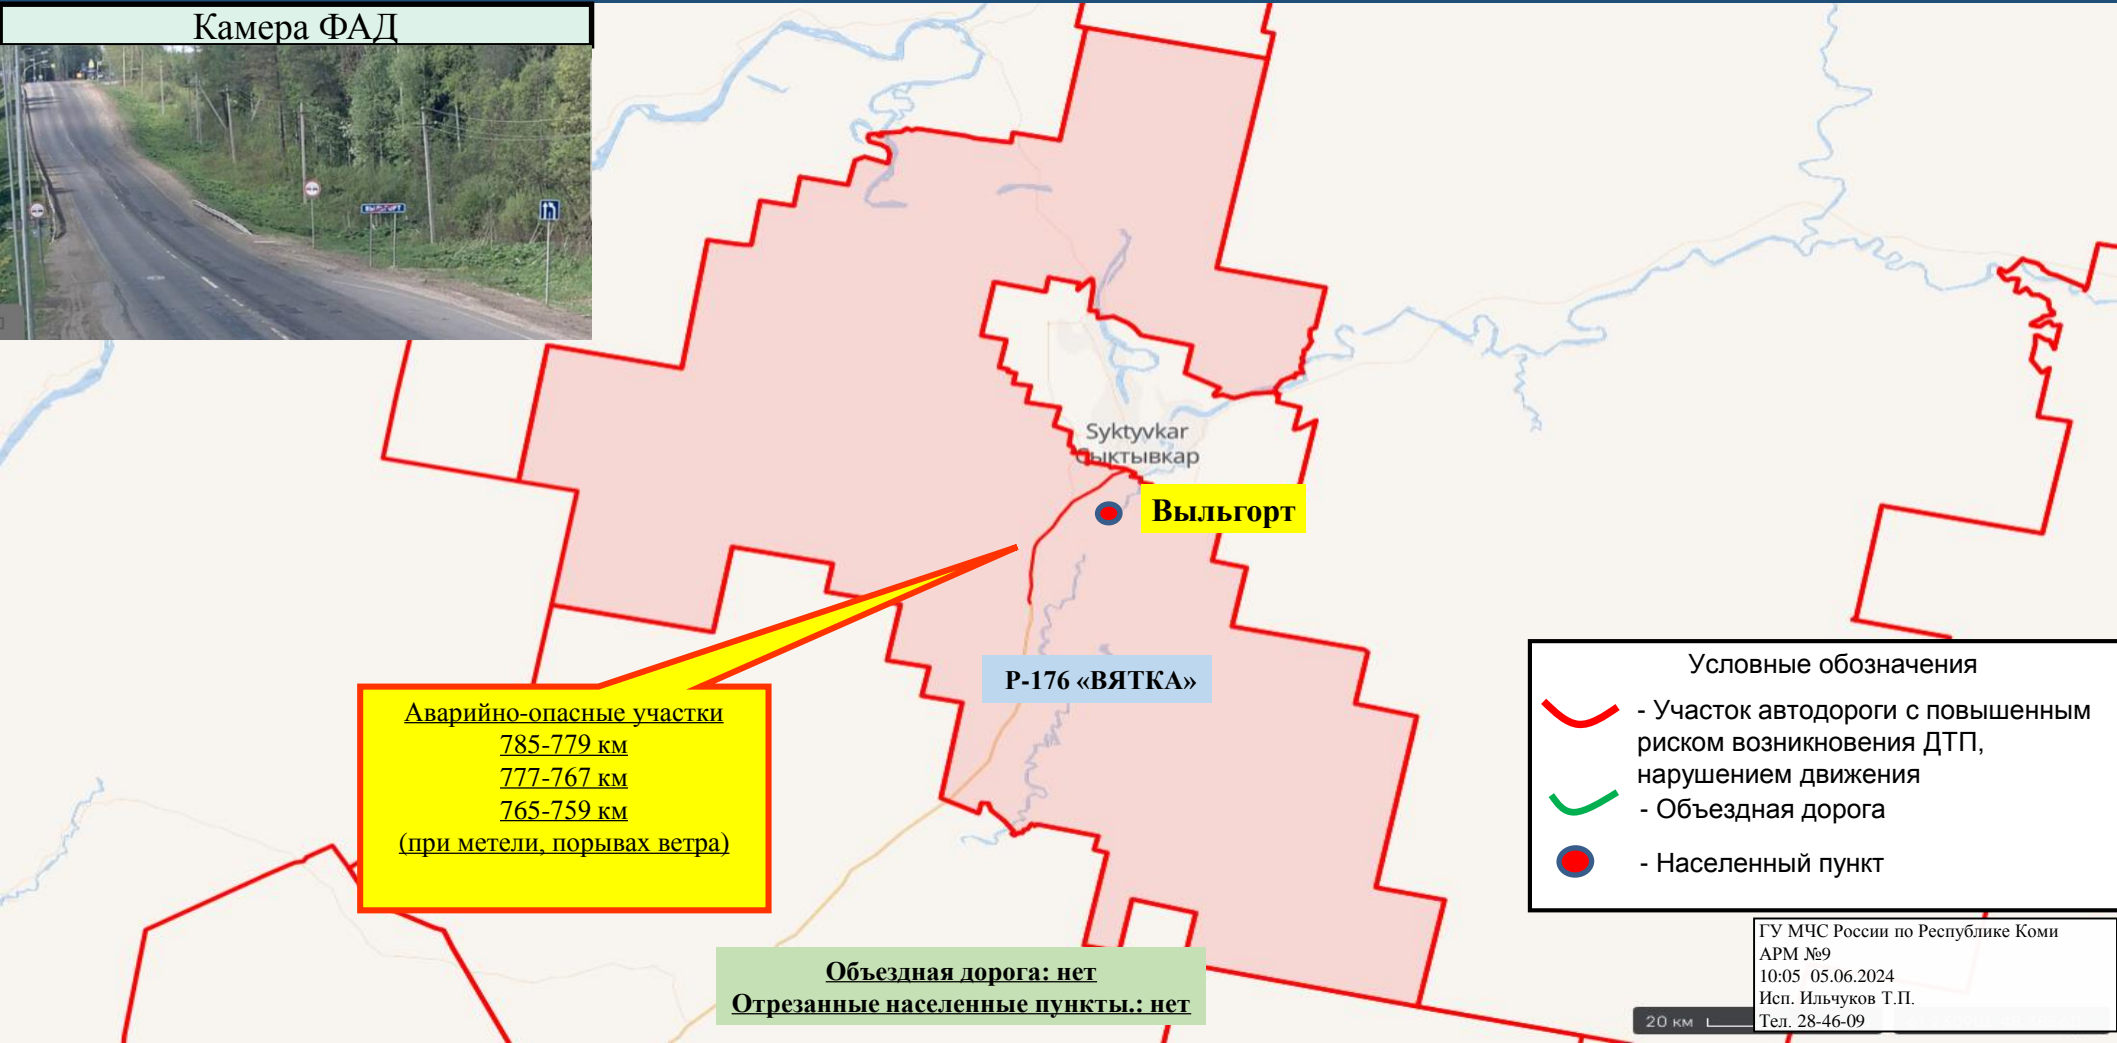 Камера ФАД
ВЫЛЬГОРТ
Syktyvkar
Сыктывкар
Выльгорт
Р-176 «ВЯТКА»
Аварийно-опасные участки
785-779 км
777-767 км
765-759 км
(при метели, порывах ветра)
Условные обозначения
- Участок автодороги с повышенным
риском возникновения ДТП,
нарушением движения
- Объездная дорога
- Населенный пункт
Объездная дорога: нет
Отрезанные населенные пункты.: нет
ГУ МЧС России по Республике Коми
АРМ №9
10:05 05.06.2024
Исп. Ильчуков Т.П.
Тел. 28-46-09
20 км